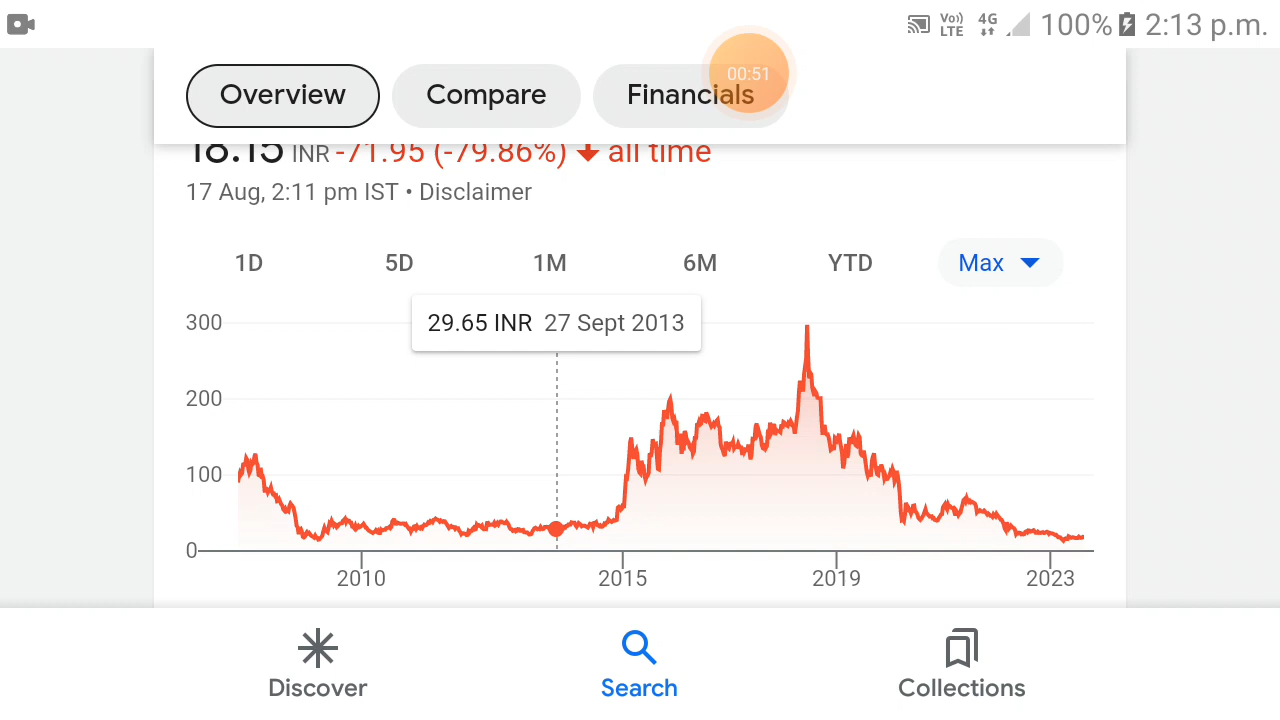 Vo) LTE 4G 100% 2:13 p.m.
00:51
Overview Compare Financials
18.15 INR -71.95 (-79.86%) all time
17 Aug, 2:11 pm IST • Disclaimer
1D 5D 1M 6M YTD Max
29.65 INR 27 Sept 2013
300
200
100
0
2010 2015 2019 2023
Discover Search Collections